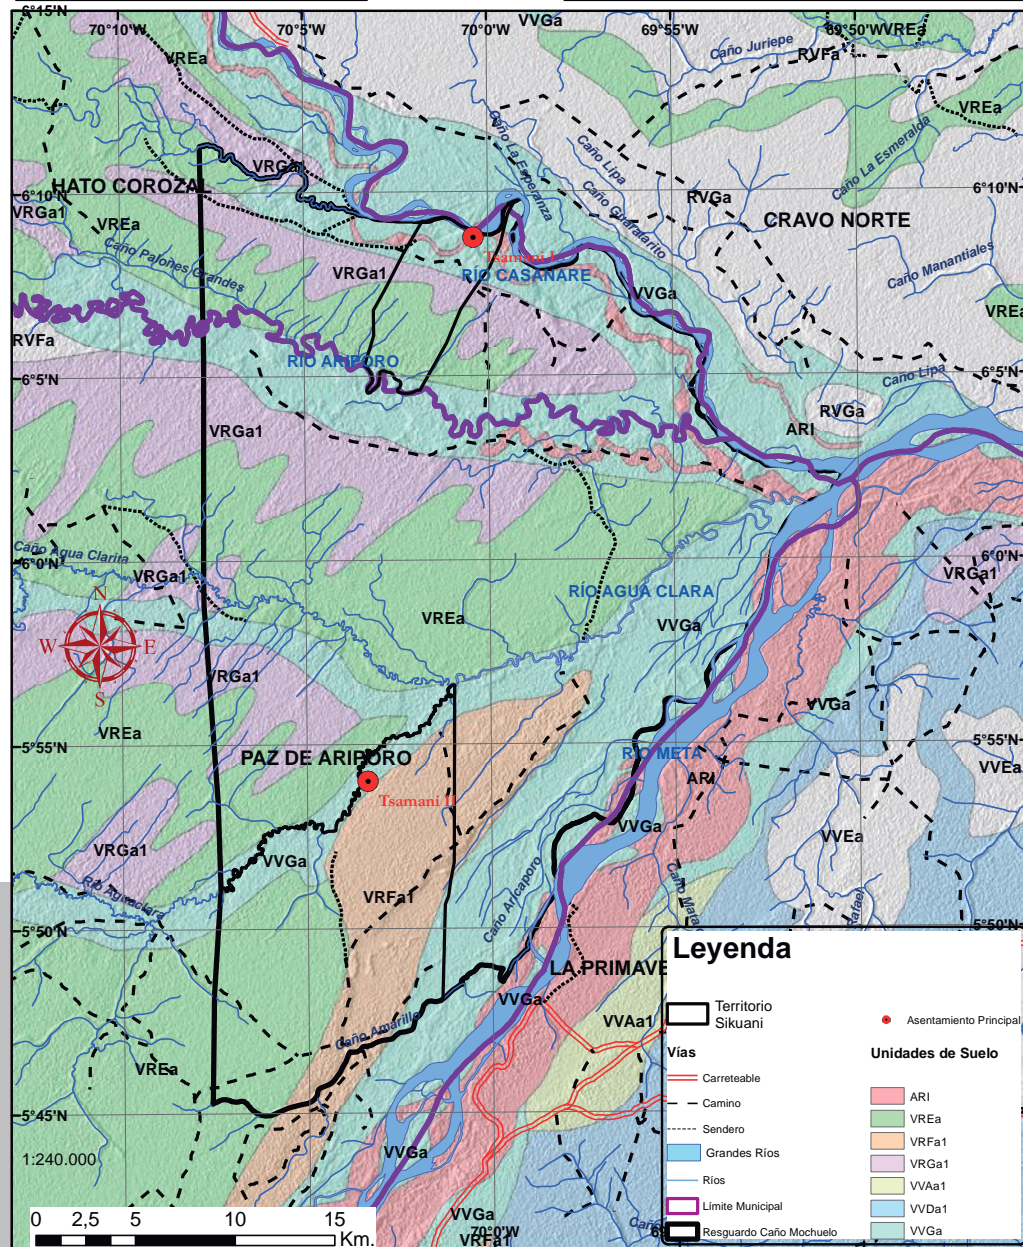 6°15'N
70°10'W
70°5'W
70°0'W
69°55'W
69°50'W
VREa
VVGa
VREa
Caño Juriepe
RVFa
VREa
Caño La Esmeralda
Caño La Esperanza
Caño Lipa
Caño Guaratarito
VRGa1
HATO COROZAL
6°10'N
6°10'N
VRGa1
VREa
RVGa
CRAVO NORTE
Caño Palones Grandes
VRGa1
Tsamani I
RÍO CASANARE
Caño Manantiales
VVGa
VREa
RVFa
RÍO ARIPORO
6°5'N
6°5'N
Caño Lipa
RVGa
ARI
VRGa1
Caño Agua Clarita
6°0'N
6°0'N
VRGa1
VRGa1
RÍO AGUA CLARA
VREa
VVGa
N
W
E
S
VRGa1
VVGa
VREa
5°55'N
5°55'N
PAZ DE ARIPORO
RÍO META
ARI
VVEa
Tsamani II
VVGa
VVEa
VRGa1
VVGa
Río Aguaclara
VRFa1
Caño Aricaporo
Caño Mata
Rafael
5°50'N
5°50'N
LA PRIMAVE
VVGa
VVAa1
Caño Amarillo
VREa
5°45'N
VVGa
1:240.000
VVGa
70°0'W
VRFa1
0 2,5 5 10 15
Km.
Leyenda
Territorio
Sikuani
Asentamiento Principal
Vías
Carreteable
Camino
Sendero
Grandes Ríos
Ríos
Límite Municipal
Resguardo Caño Mochuelo
Unidades de Suelo
ARI
VREa
VRFa1
VRGa1
VVAa1
VVDa1
VVGa